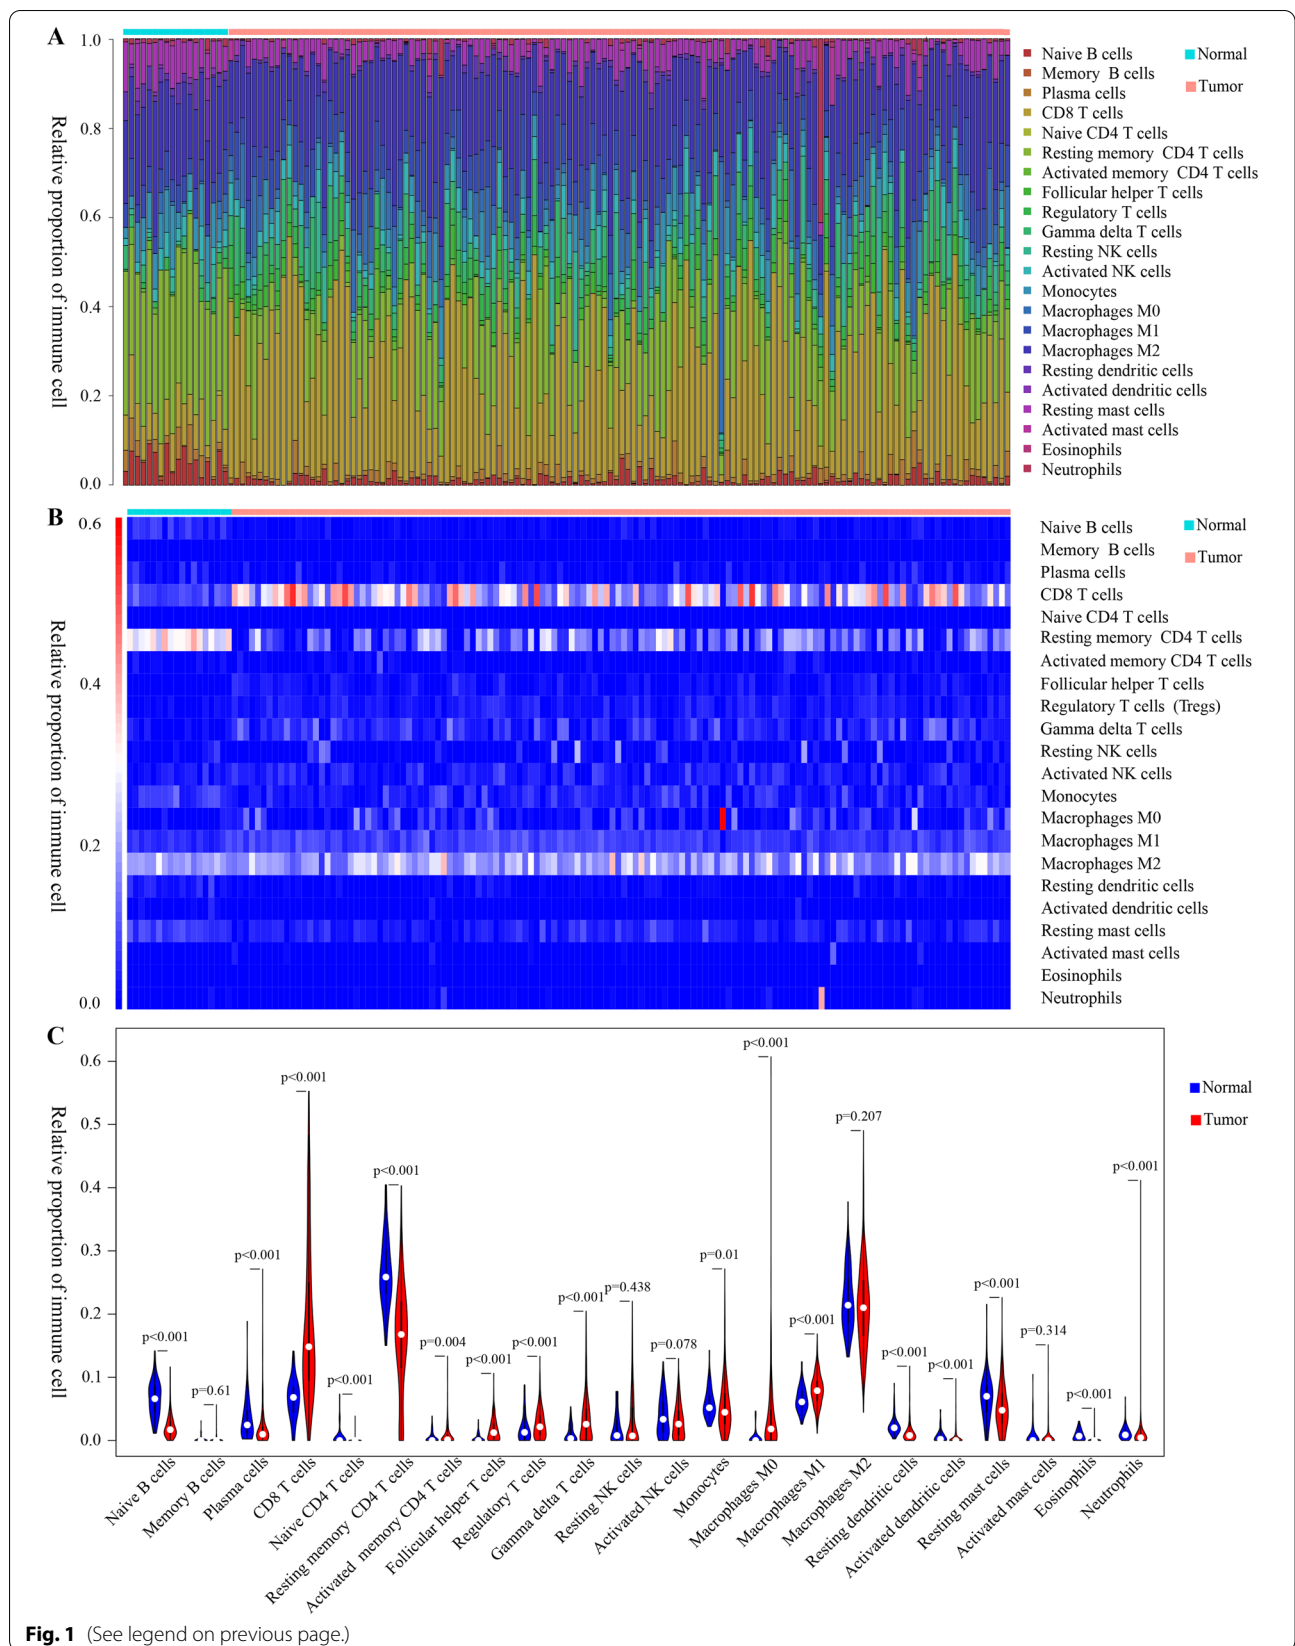 A
Relative proportion of immune cell
1.0
0.8
0.6
0.4
0.2
0.0
Naive B cells
Memory B cells
Plasma cells
CD8 T cells
Naive CD4 T cells
Resting memory CD4 T cells
Activated memory CD4 T cells
Follicular helper T cells
Regulatory T cells
Gamma delta T cells
Resting NK cells
Activated NK cells
Monocytes
Macrophages M0
Macrophages M1
Macrophages M2
Resting dendritic cells
Activated dendritic cells
Resting mast cells
Activated mast cells
Eosinophils
Neutrophils
Normal
Tumor
B
Relative proportion of immune cell
0.6
0.4
0.2
0.0
Naive B cells
Memory B cells
Plasma cells
CD8 T cells
Naive CD4 T cells
Resting memory CD4 T cells
Activated memory CD4 T cells
Follicular helper T cells
Regulatory T cells (Tregs)
Gamma delta T cells
Resting NK cells
Activated NK cells
Monocytes
Macrophages M0
Macrophages M1
Macrophages M2
Resting dendritic cells
Activated dendritic cells
Resting mast cells
Activated mast cells
Eosinophils
Neutrophils
Normal
Tumor
C
Relative proportion of immune cell
0.6
0.5
0.4
0.3
0.2
0.1
0.0
p<0.001
p=0.61
p<0.001
p<0.001
p<0.001
p<0.001
p=0.004
p<0.001
p<0.001
p<0.001
p=0.438
p=0.078
p=0.01
p<0.001
p<0.001
p=0.207
p<0.001
p<0.001
p<0.001
p=0.314
p<0.001
p<0.001
Normal
Tumor
Naive B cells
Memory B cells
Plasma cells
CD8 T cells
Naive CD4 T cells
Resting memory CD4 T cells
Activated memory CD4 T cells
Follicular helper T cells
Regulatory T cells
Gamma delta T cells
Resting NK cells
Activated NK cells
Monocytes
Macrophages M0
Macrophages M1
Macrophages M2
Resting dendritic cells
Activated dendritic cells
Resting mast cells
Activated mast cells
Eosinophils
Neutrophils
Fig. 1 (See legend on previous page.)